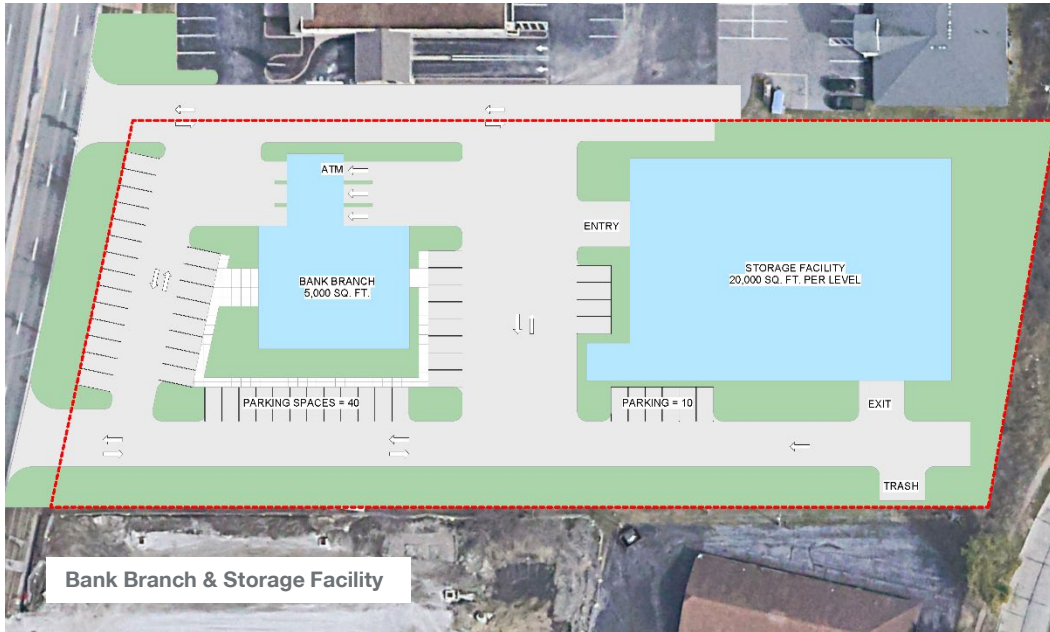 ATM
ENTRY
BANK BRANCH
5,000 SQ. FT.
STORAGE FACILITY
20,000 SQ. FT. PER LEVEL
PARKING SPACES = 40
PARKING = 10
EXIT
TRASH
Bank Branch & Storage Facility